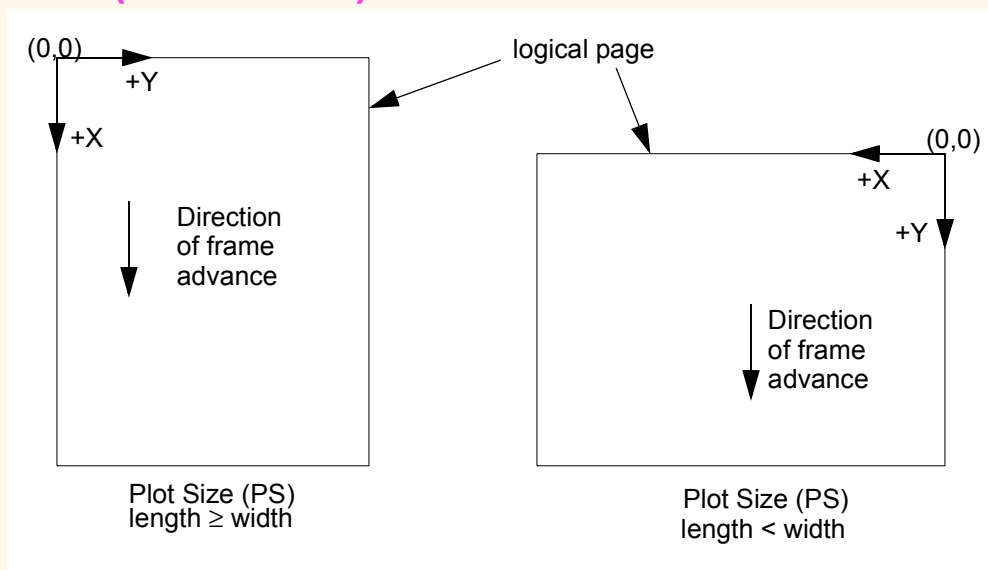 (0,0)
+Y
+X
Direction
of frame
advance
Plot Size (PS)
length ≥ width
logical page
(0,0)
+X
+Y
Direction
of frame
advance
Plot Size (PS)
length < width